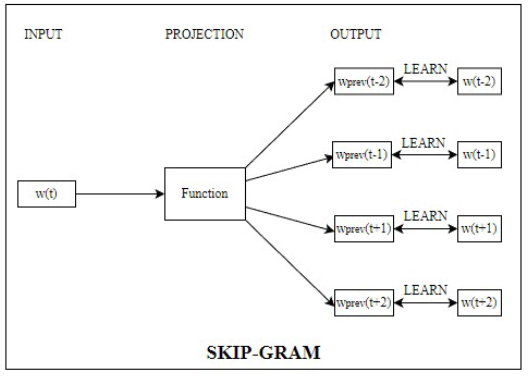 INPUT PROJECTION OUTPUT
wprev(t-2) LEARN w(t-2)
wprev(t-1) LEARN w(t-1)
w(t) Function
wprev(t+1) LEARN w(t+1)
wprev(t+2) LEARN w(t+2)
SKIP-GRAM